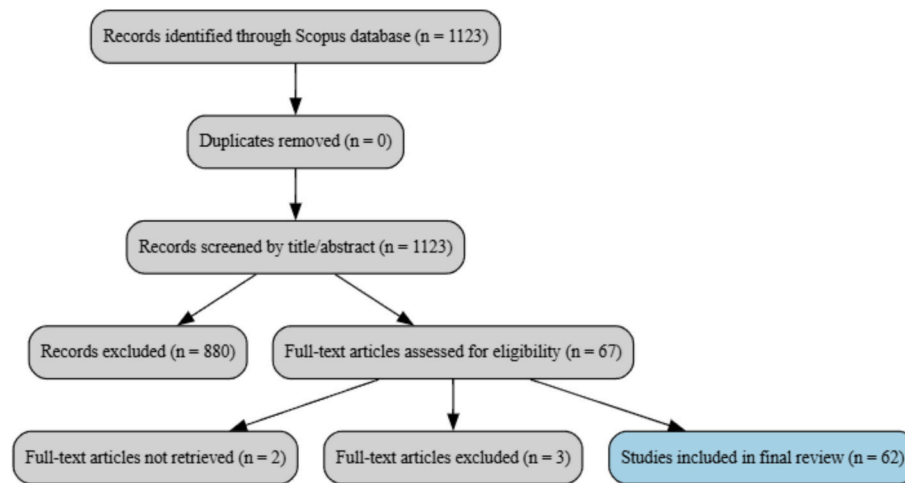 Records identified through Scopus database (n = 1123)
Duplicates removed (n = 0)
Records screened by title/abstract (n = 1123)
Records excluded (n = 880)
Full-text articles assessed for eligibility (n = 67)
Full-text articles not retrieved (n = 2)
Full-text articles excluded (n = 3)
Studies included in final review (n = 62)